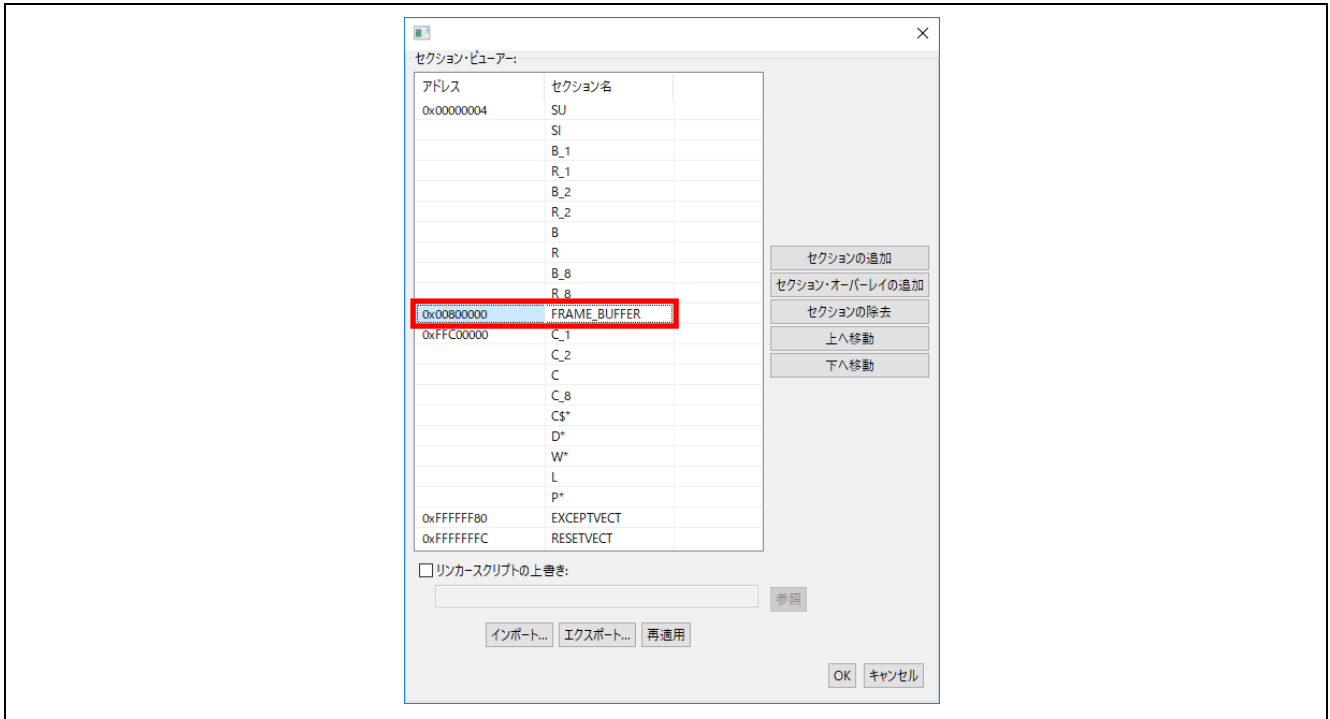 セクション・ビューアー:
アドレス セクション名
0x00000004 SU
SI
B_1
R_1
B_2
R_2
B
R
B_8
R_8
0x00800000 FRAME_BUFFER
0xFFC00000 C_1
C_2
C
C_8
C$*
D*
W*
L
P*
0xFFFFFF80 EXCEPTVECT
0xFFFFFFFC RESETVECT
セクションの追加
セクション・オーバーレイの追加
セクションの除去
上へ移動
下へ移動
リンカースクリプトの上書き:
参照
インポート... エクスポート... 再適用
OK キャンセル